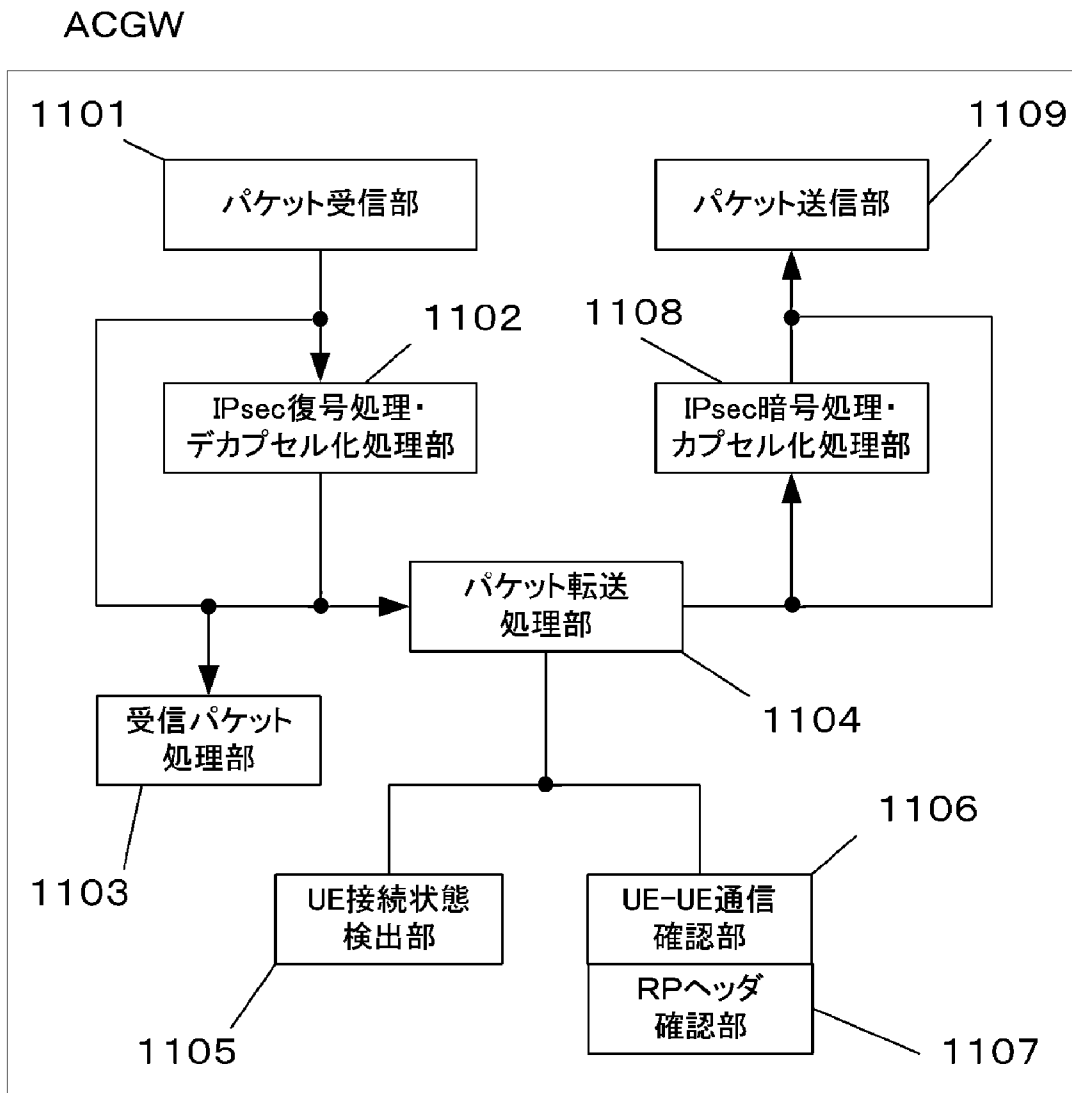 ACGW
1101
1109
パケット受信部
パケット送信部
1102
1108
IPsec復号処理・
デカプセル化処理部
IPsec暗号処理・
カプセル化処理部
パケット転送
処理部
1104
受信パケット
処理部
1103
1106
UE接続状態
検出部
1105
UE-UE通信
確認部
RPヘッダ
確認部
1107